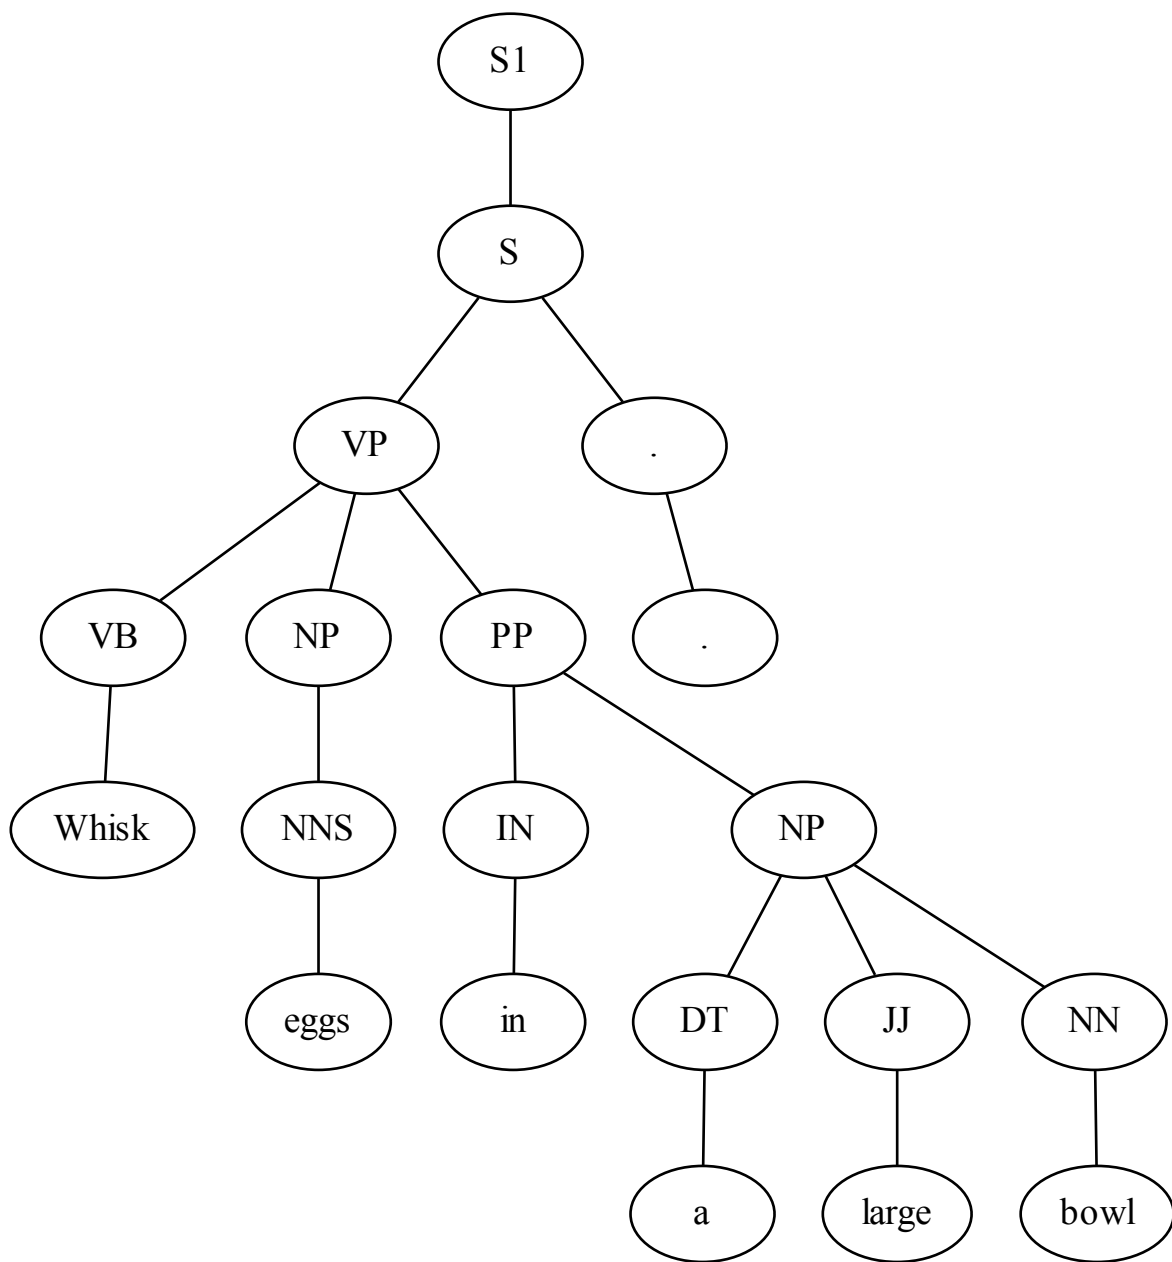 S1
S
VP .
VB NP PP .
Whisk NNS IN NP
eggs in DT JJ NN
a large bowl